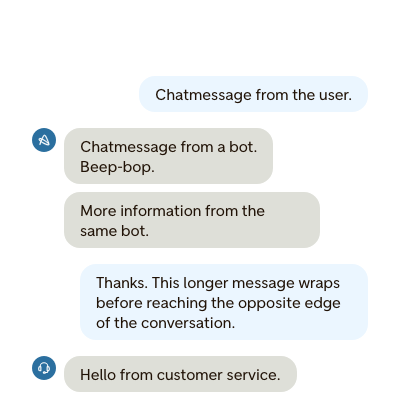 Chatmessage from the user.
Chatmessage from a bot.
Beep-bop.
More information from the
same bot.
Thanks. This longer message wraps
before reaching the opposite edge
of the conversation.
Hello from customer service.